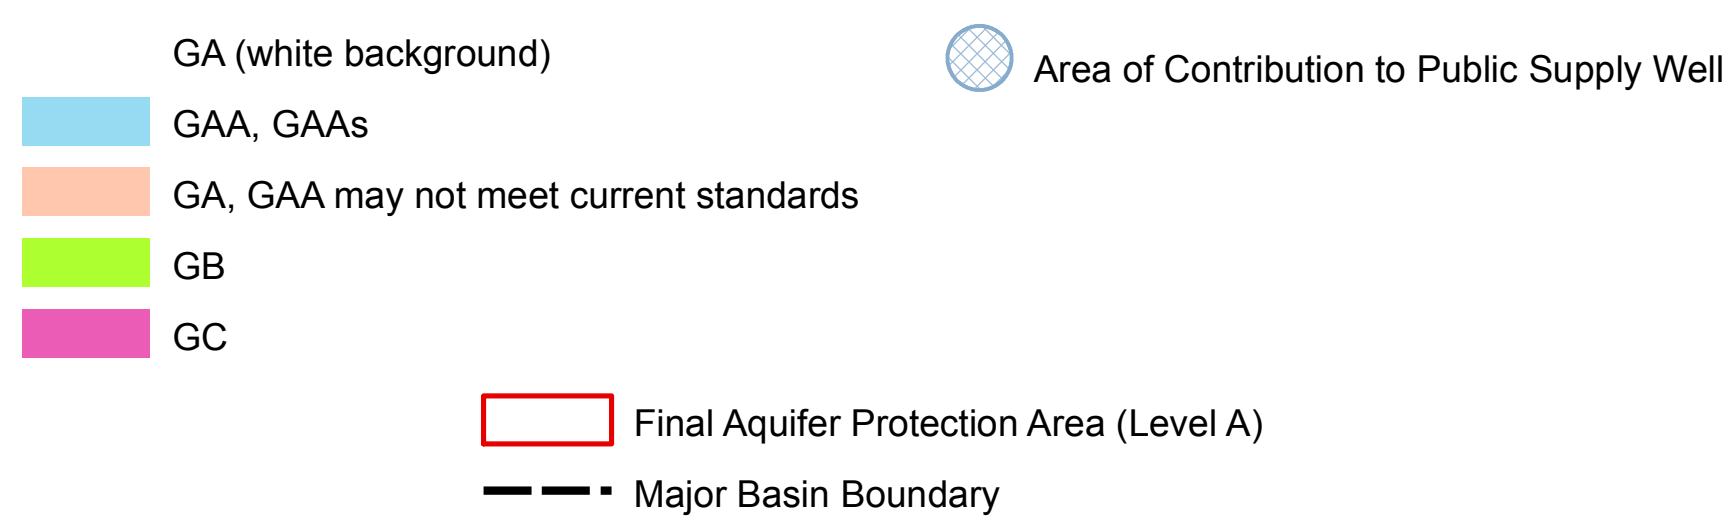 GA (white background)
Area of Contribution to Public Supply Well
GAA, GAAs
GA, GAA may not meet current standards
GB
GC
Final Aquifer Protection Area (Level A)
Major Basin Boundary